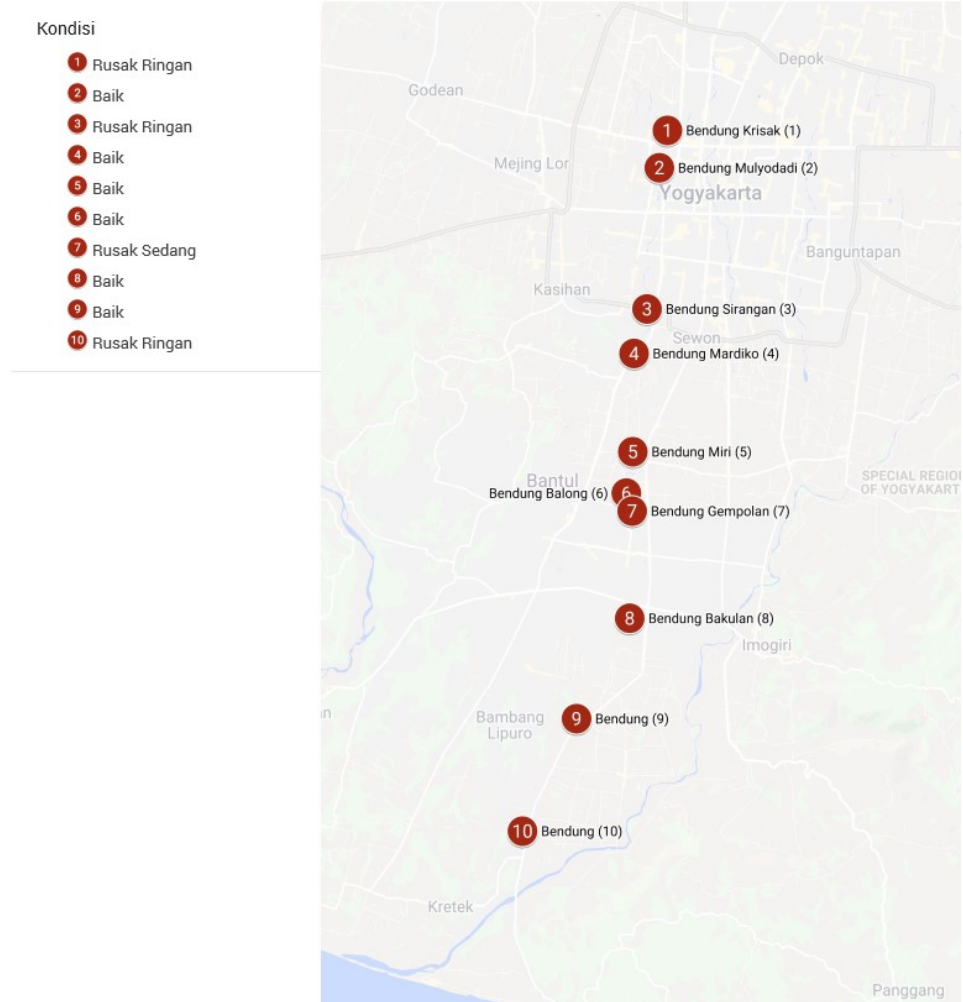 Kondisi
1 Rusak Ringan
2 Baik
3 Rusak Ringan
4 Baik
5 Baik
6 Baik
7 Rusak Sedang
8 Baik
9 Baik
10 Rusak Ringan
Depok
Godean
1 Bendung Krisak (1)
Mejing Lor
2 Bendung Mulyodadi (2)
Yogyakarta
Banguntapan
Kasihan
3 Bendung Sirangan (3)
Sewon
4 Bendung Mardiko (4)
5 Bendung Miri (5)
Bantul
SPECIAL REGIO
OF YOGYAKART
Bendung Balong (6) 6
7 Bendung Gempolan (7)
8 Bendung Bakulan (8)
Imogiri
an
Bambang
Lipuro
9 Bendung (9)
10 Bendung (10)
Kretek
Panggang